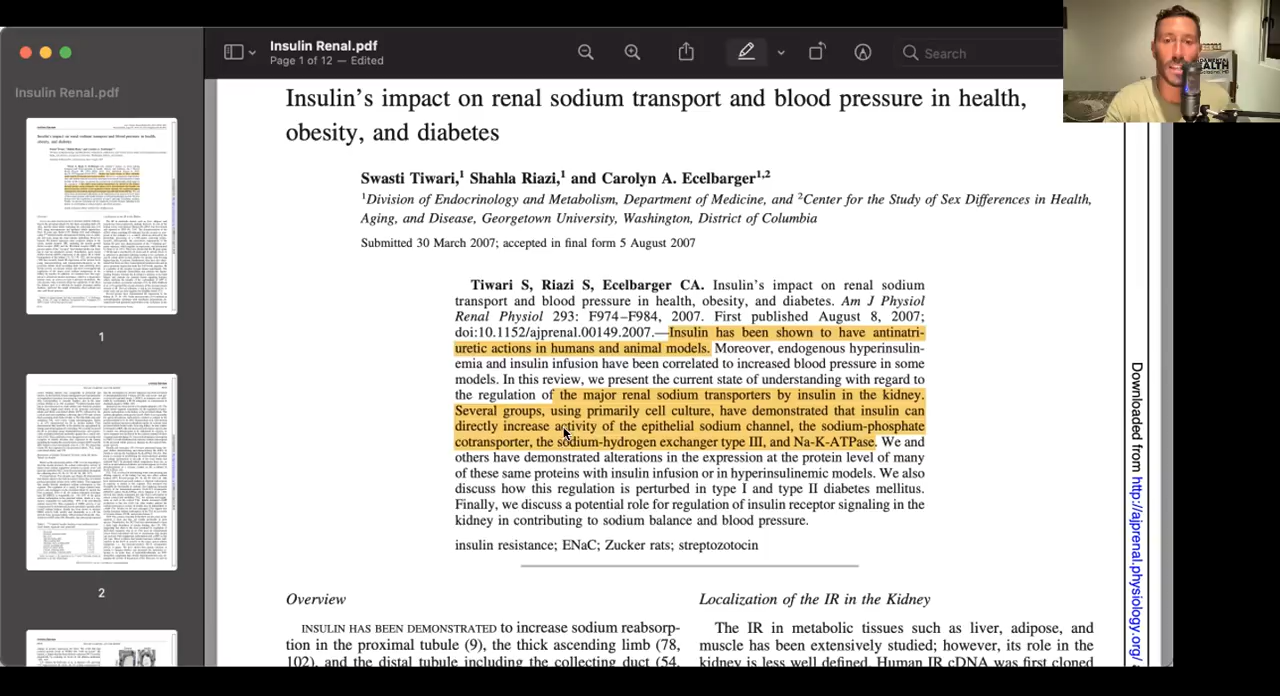 Insulin Renal.pdf
Page 1 of 12 — Edited
Search
Insulin Renal.pdf
1
2
Insulin's impact on renal sodium transport and blood pressure in health,
obesity, and diabetes
Swasti Tiwari,1 Shahla Riazi,1 and Carolyn A. Ecelbarger1,2
1Division of Endocrinology and Metabolism, Department of Medicine, and 2Center for the Study of Sex Differences in Health,
Aging, and Disease, Georgetown University, Washington, District of Columbia
Submitted 30 March 2007; accepted in final form 5 August 2007
Tiwari S, Riazi S, Ecelbarger CA. Insulin's impact on renal sodium
transport and blood pressure in health, obesity, and diabetes. Am J Physiol
Renal Physiol 293: F974–F984, 2007. First published August 8, 2007;
doi:10.1152/ajprenal.00149.2007.—Insulin has been shown to have antinatri-
uretic actions in humans and animal models. Moreover, endogenous hyperinsulin-
emia and insulin infusion have been correlated to increased blood pressure in some
models. In this review, we present the current state of understanding with regard to
the regulation of the major renal sodium transporters by insulin in the kidney.
Several groups, using primarily cell culture, have demonstrated that insulin can
directly increase activity of the epithelial sodium channel, the sodium-phosphate
cotransporter, the sodium-hydrogen exchanger type III, and Na-K-ATPase. We and
others have demonstrated alterations in the expression at the protein level of many
of these same proteins with insulin infusion or in hyperinsulinemic models. We also
discuss how this regulation is perturbed in type I and type II diabetes mellitus.
Finally, we discuss a potential role for regulation of insulin receptor signaling in the
kidney in contributing to sodium balance and blood pressure.
insulin resistance; ENaC; Zucker rats; streptozotocin
Overview
INSULIN HAS BEEN DEMONSTRATED to increase sodium reabsorp-
tion in the proximal tubule (9), the thick ascending limb (78,
102), and the distal tubule including the collecting duct (54,
Localization of the IR in the Kidney
The IR in metabolic tissues such as liver, adipose, and
muscle has been extensively studied; however, its role in the
kidney is less well defined. Human IR cDNA was first cloned
Downloaded from http://ajprenal.physiology.org/